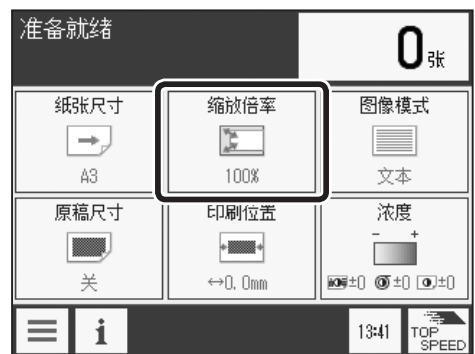 准备就绪
0张
纸张尺寸
A3
缩放倍率
100%
图像模式
文本
原稿尺寸
关
印刷位置
↔0.0mm
浓度
- +
±0 ±0 ±0
i
13:41
TOP
SPEED